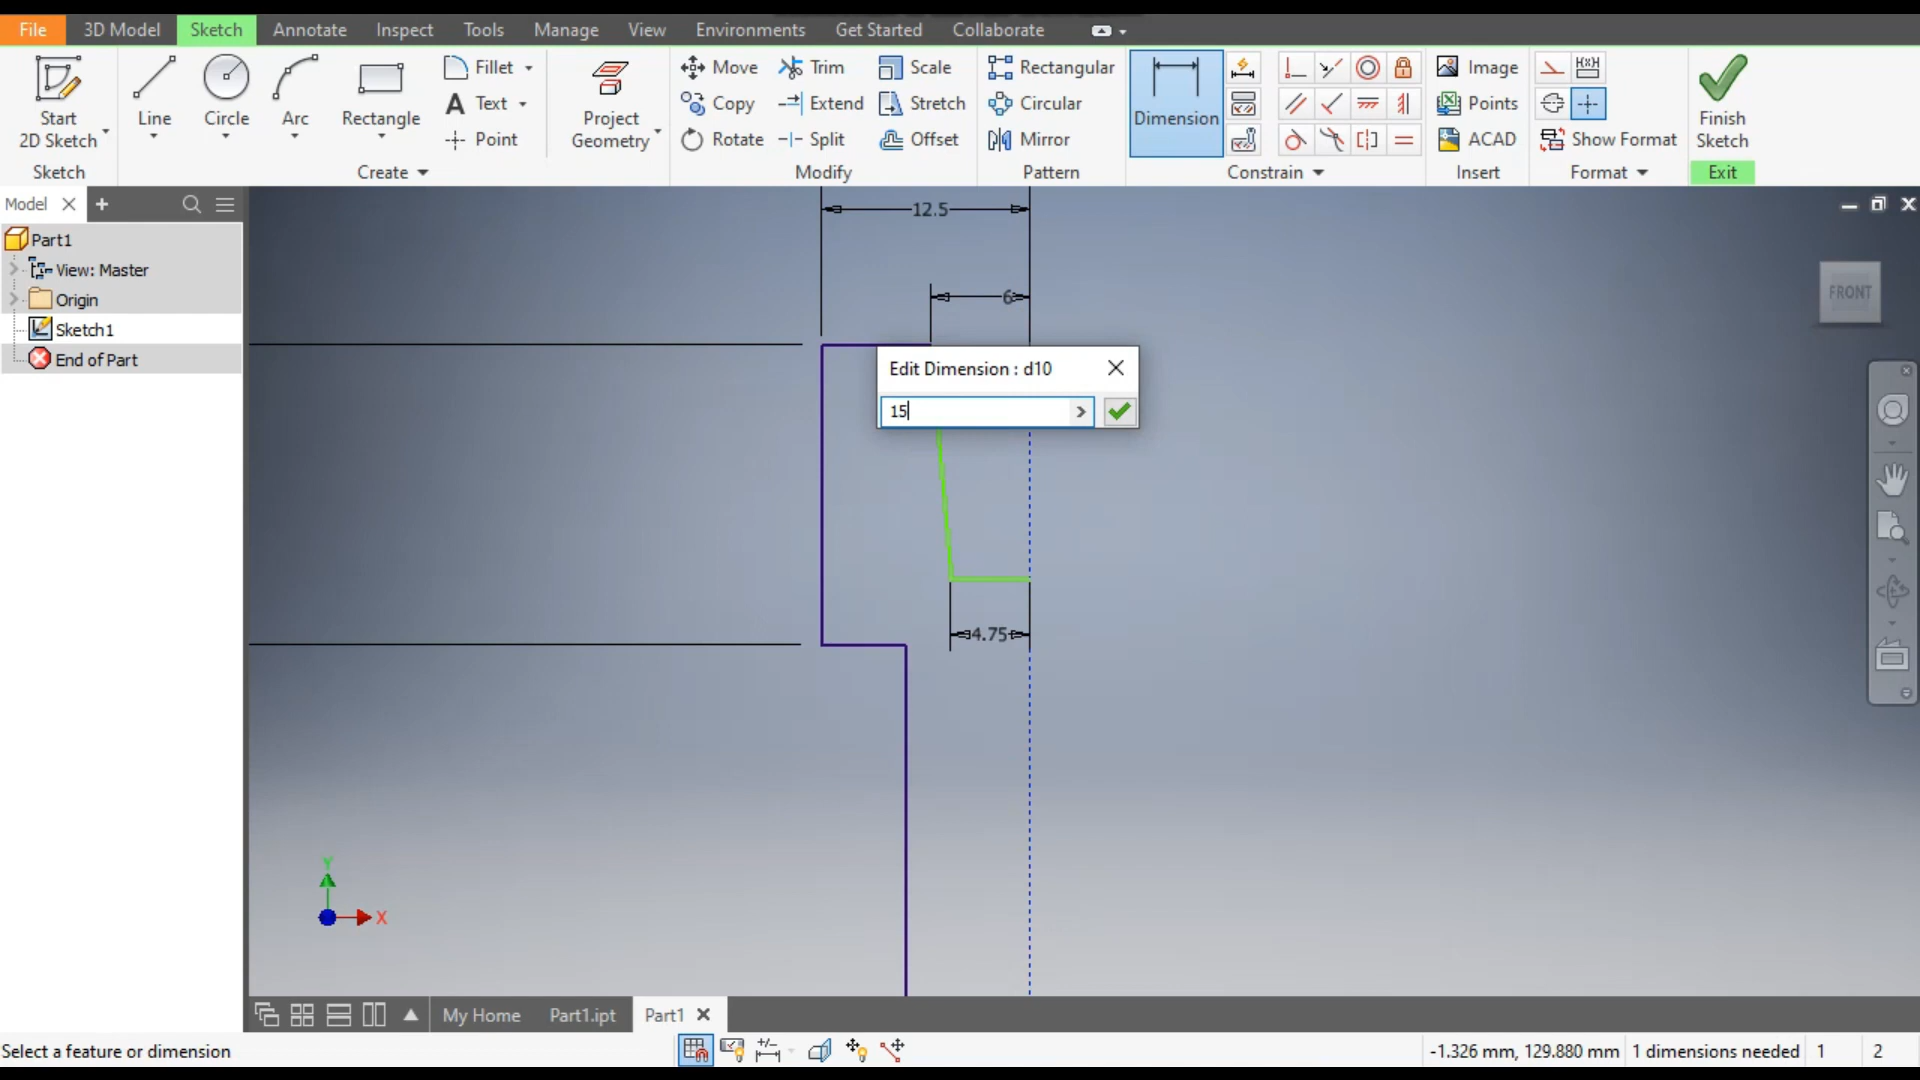 File 3D Model Sketch Annotate Inspect Tools Manage View Environments Get Started Collaborate
Start
2D Sketch
Line
Circle
Arc
Rectangle
Fillet
Text
Point
Project
Geometry
Move
Copy
Rotate
Trim
Extend
Split
Scale
Stretch
Offset
Rectangular
Circular
Mirror
Dimension
Image
Points
ACAD
Show Format
Finish
Sketch
Sketch Create Modify Pattern Constrain Insert Format Exit
Model
Part1
View: Master
Origin
Sketch1
End of Part
12.5
6
Edit Dimension : d10
15
4.75
FRONT
Y
X
My Home Part1.ipt Part1
Select a feature or dimension
-1.326 mm, 129.880 mm 1 dimensions needed 1 2